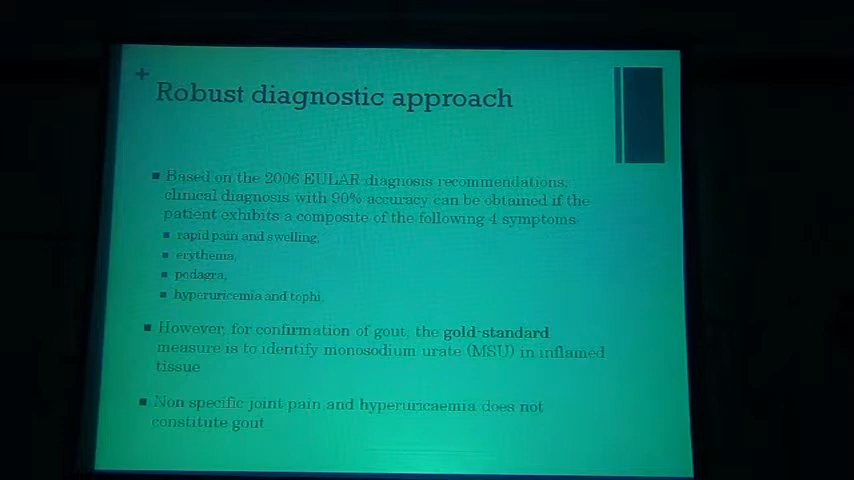 +
Robust diagnostic approach
■ Based on the 2006 EULAR diagnosis recommendations,
clinical diagnosis with 90% accuracy can be obtained if the
patient exhibits a composite of the following 4 symptoms
■ rapid pain and swelling,
■ erythema,
■ podagra,
■ hyperuricemia and tophi,
■ However, for confirmation of gout, the gold-standard
measure is to identify monosodium urate (MSU) in inflamed
tissue
■ Non specific joint pain and hyperuricaemia does not
constitute gout